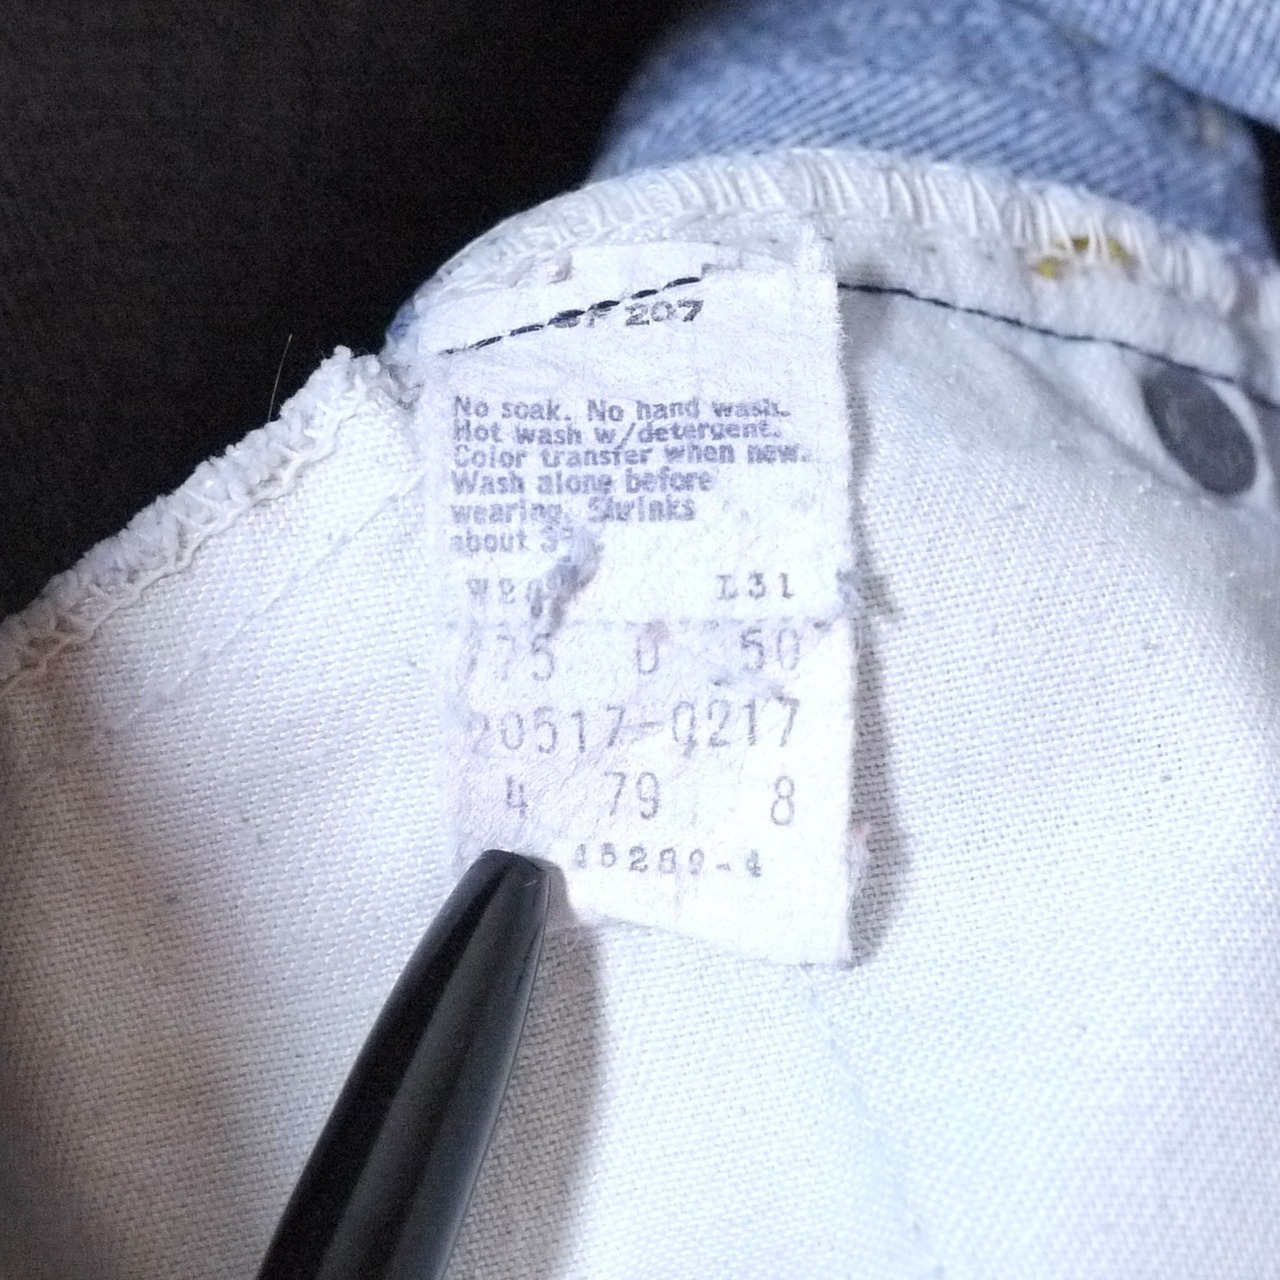 SF 207
No soak. No hand wash.
Hot wash w/detergent.
Color transfer when new.
Wash alone before
wearing. Shrinks
about
L31
775 0 50
20517-0217
4 79 8